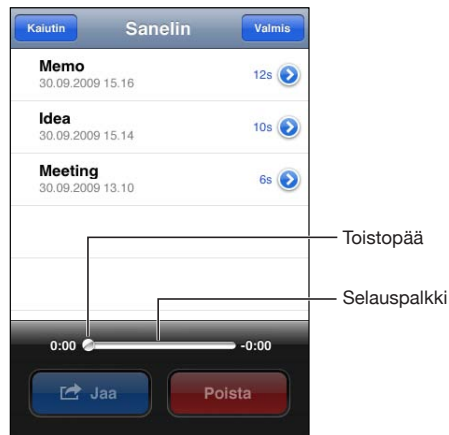 Kaiutin Sanelin Valmis
Memo
30.09.2009 15.16
12s
Idea
30.09.2009 15.14
10s
Meeting
30.09.2009 13.10
6s
Toistopää
Selauspalkki
0:00 -0:00
Jaa Poista